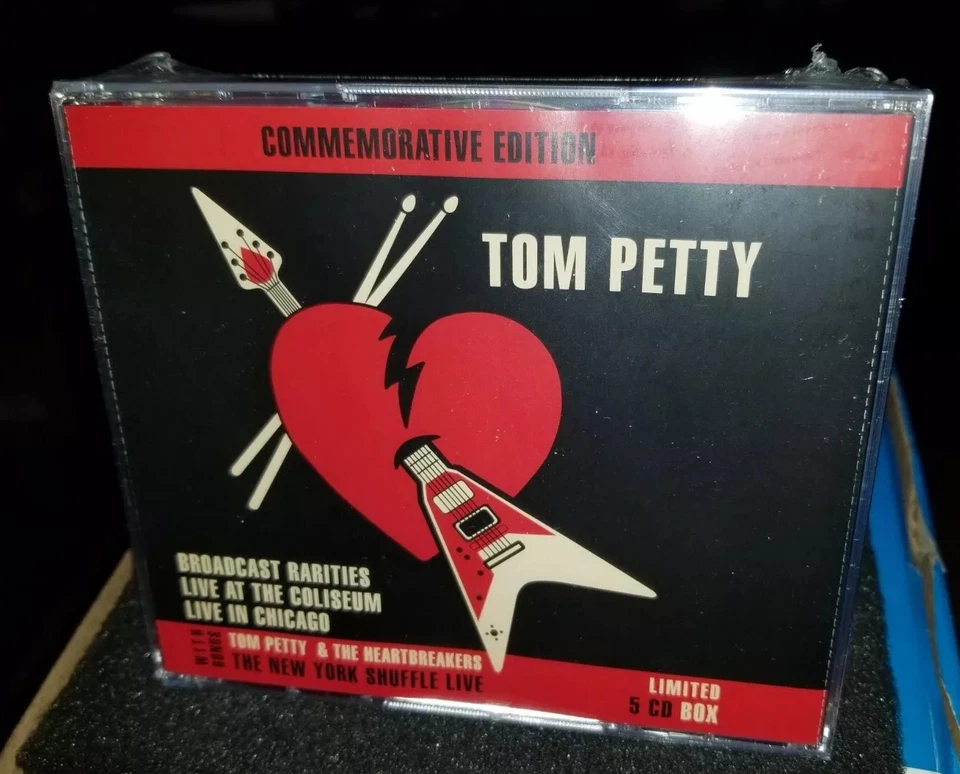 COMMEMORATIVE EDITION
TOM PETTY
BROADCAST RARITIES
LIVE AT THE COLISEUM
LIVE IN CHICAGO
WITH BONUS
TOM PETTY & THE HEARTBREAKERS
THE NEW YORK SHUFFLE LIVE
LIMITED
5 CD BOX